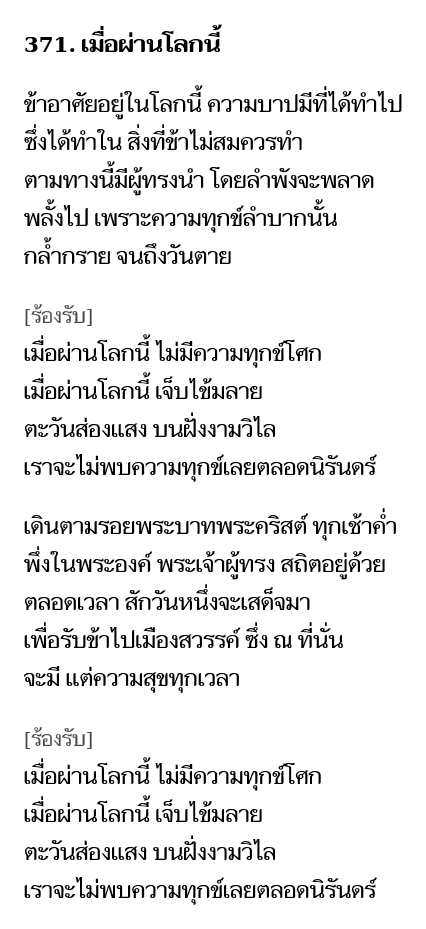 371. เมื่อผ่านโลกนี้
ข้าอาศัยอยู่ในโลกนี้ ความบาปมีที่ได้ทำไป
ซึ่งได้ทำใน สิ่งที่ข้าไม่สมควรทำ
ตามทางนี้มีผู้ทรงนำ โดยลำพังจะพลาด
พลั้งไป เพราะความทุกข์ลำบากนั้น
กล้ำกราย จนถึงวันตาย
[ร้องรับ]
เมื่อผ่านโลกนี้ ไม่มีความทุกข์โศก
เมื่อผ่านโลกนี้ เจ็บไข้มลาย
ตะวันส่องแสง บนฝั่งงามวิไล
เราจะไม่พบความทุกข์เลยตลอดนิรันดร์
เดินตามรอยพระบาทพระคริสต์ ทุกเช้าค่ำ
พึ่งในพระองค์ พระเจ้าผู้ทรง สถิตอยู่ด้วย
ตลอดเวลา สักวันหนึ่งจะเสด็จมา
เพื่อรับข้าไปเมืองสวรรค์ ซึ่ง ณ ที่นั่น
จะมี แต่ความสุขทุกเวลา
[ร้องรับ]
เมื่อผ่านโลกนี้ ไม่มีความทุกข์โศก
เมื่อผ่านโลกนี้ เจ็บไข้มลาย
ตะวันส่องแสง บนฝั่งงามวิไล
เราจะไม่พบความทุกข์เลยตลอดนิรันดร์